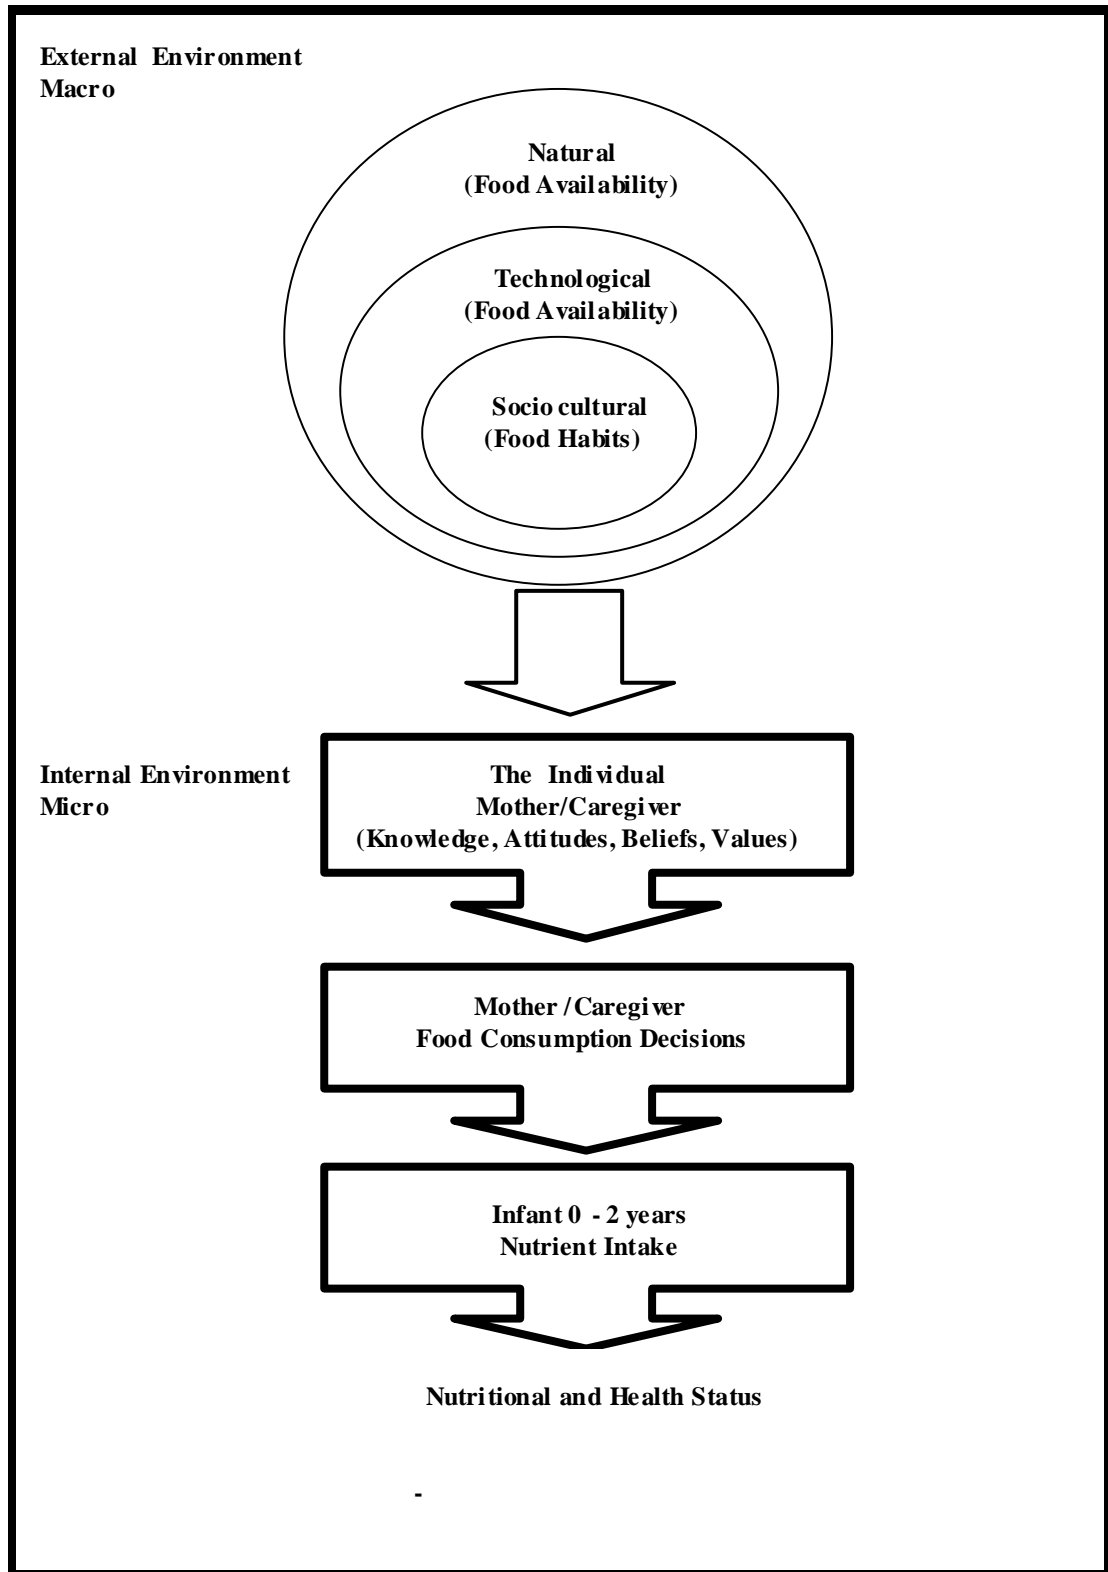 External Environment
Macro
Natural
(Food Availability)
Technological
(Food Availability)
Socio cultural
(Food Habits)
Internal Environment
Micro
The Individual
Mother/Caregiver
(Knowledge, Attitudes, Beliefs, Values)
Mother / Caregiver
Food Consumption Decisions
Infant 0 - 2 years
Nutrient Intake
Nutritional and Health Status
-